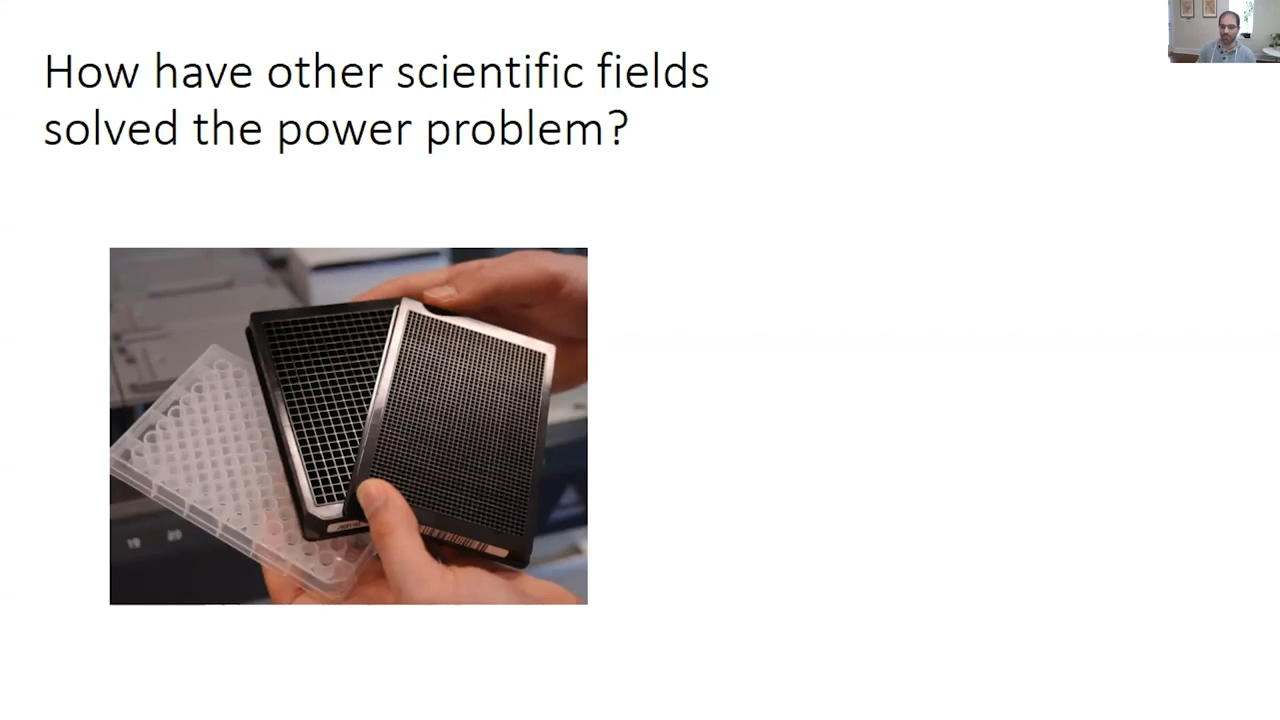 How have other scientific fields
solved the power problem?